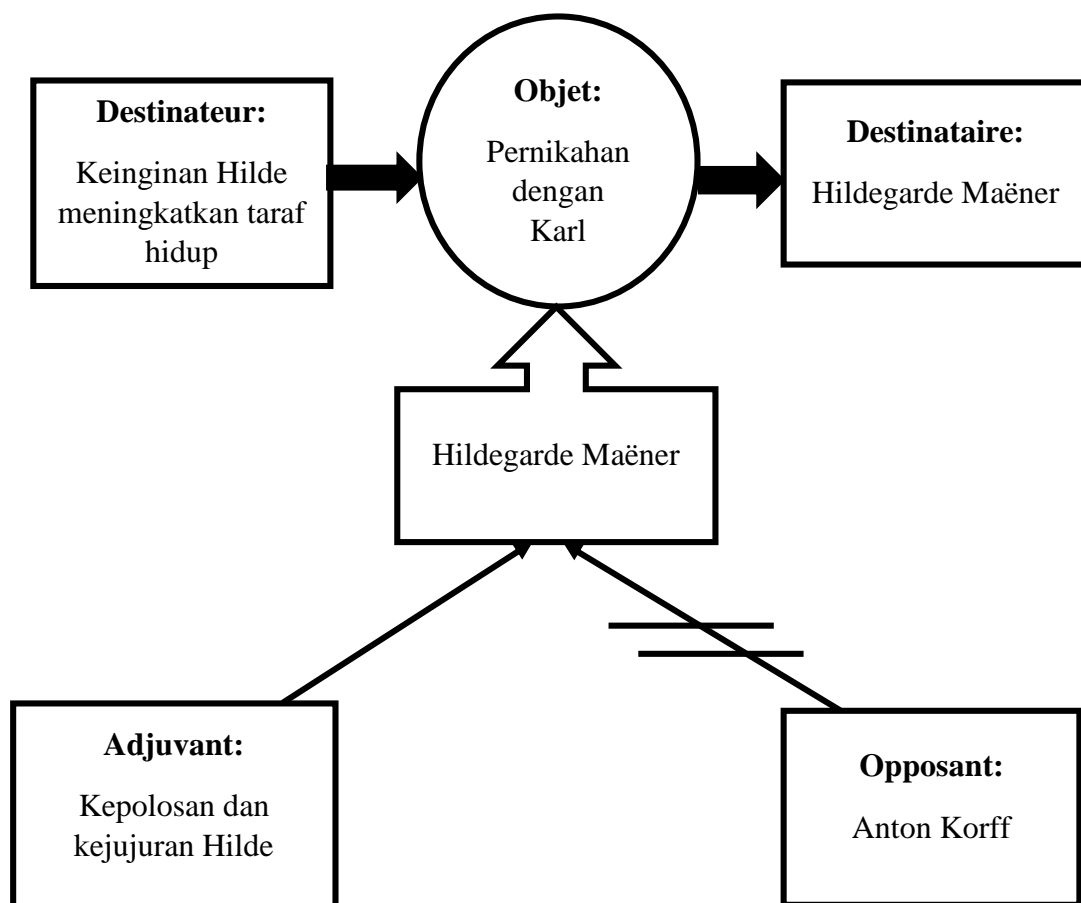 Destinateur:
Keinginan Hilde
meningkatkan taraf
hidup
Objet:
Pernikahan
dengan
Karl
Destinataire:
Hildegarde Maëner
Hildegarde Maëner
Adjuvant:
Kepolosan dan
kejujuran Hilde
Opposant:
Anton Korff